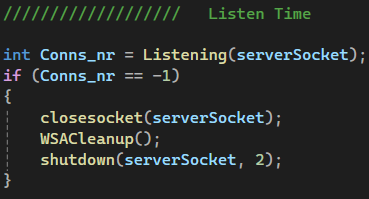 ///////////////////   Listen Time
int Conns_nr = Listening(serverSocket);
if (Conns_nr == -1)
{
    closesocket(serverSocket);
    WSACleanup();
    shutdown(serverSocket, 2);
}